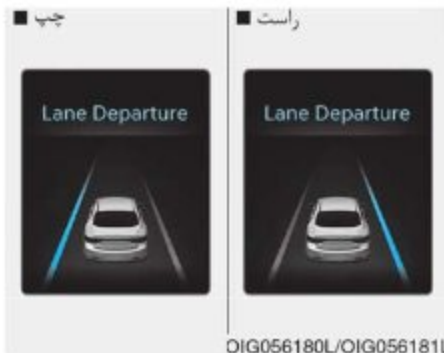 چپ ■
راست ■
Lane Departure
Lane Departure
OIG056180L/OIG056181L